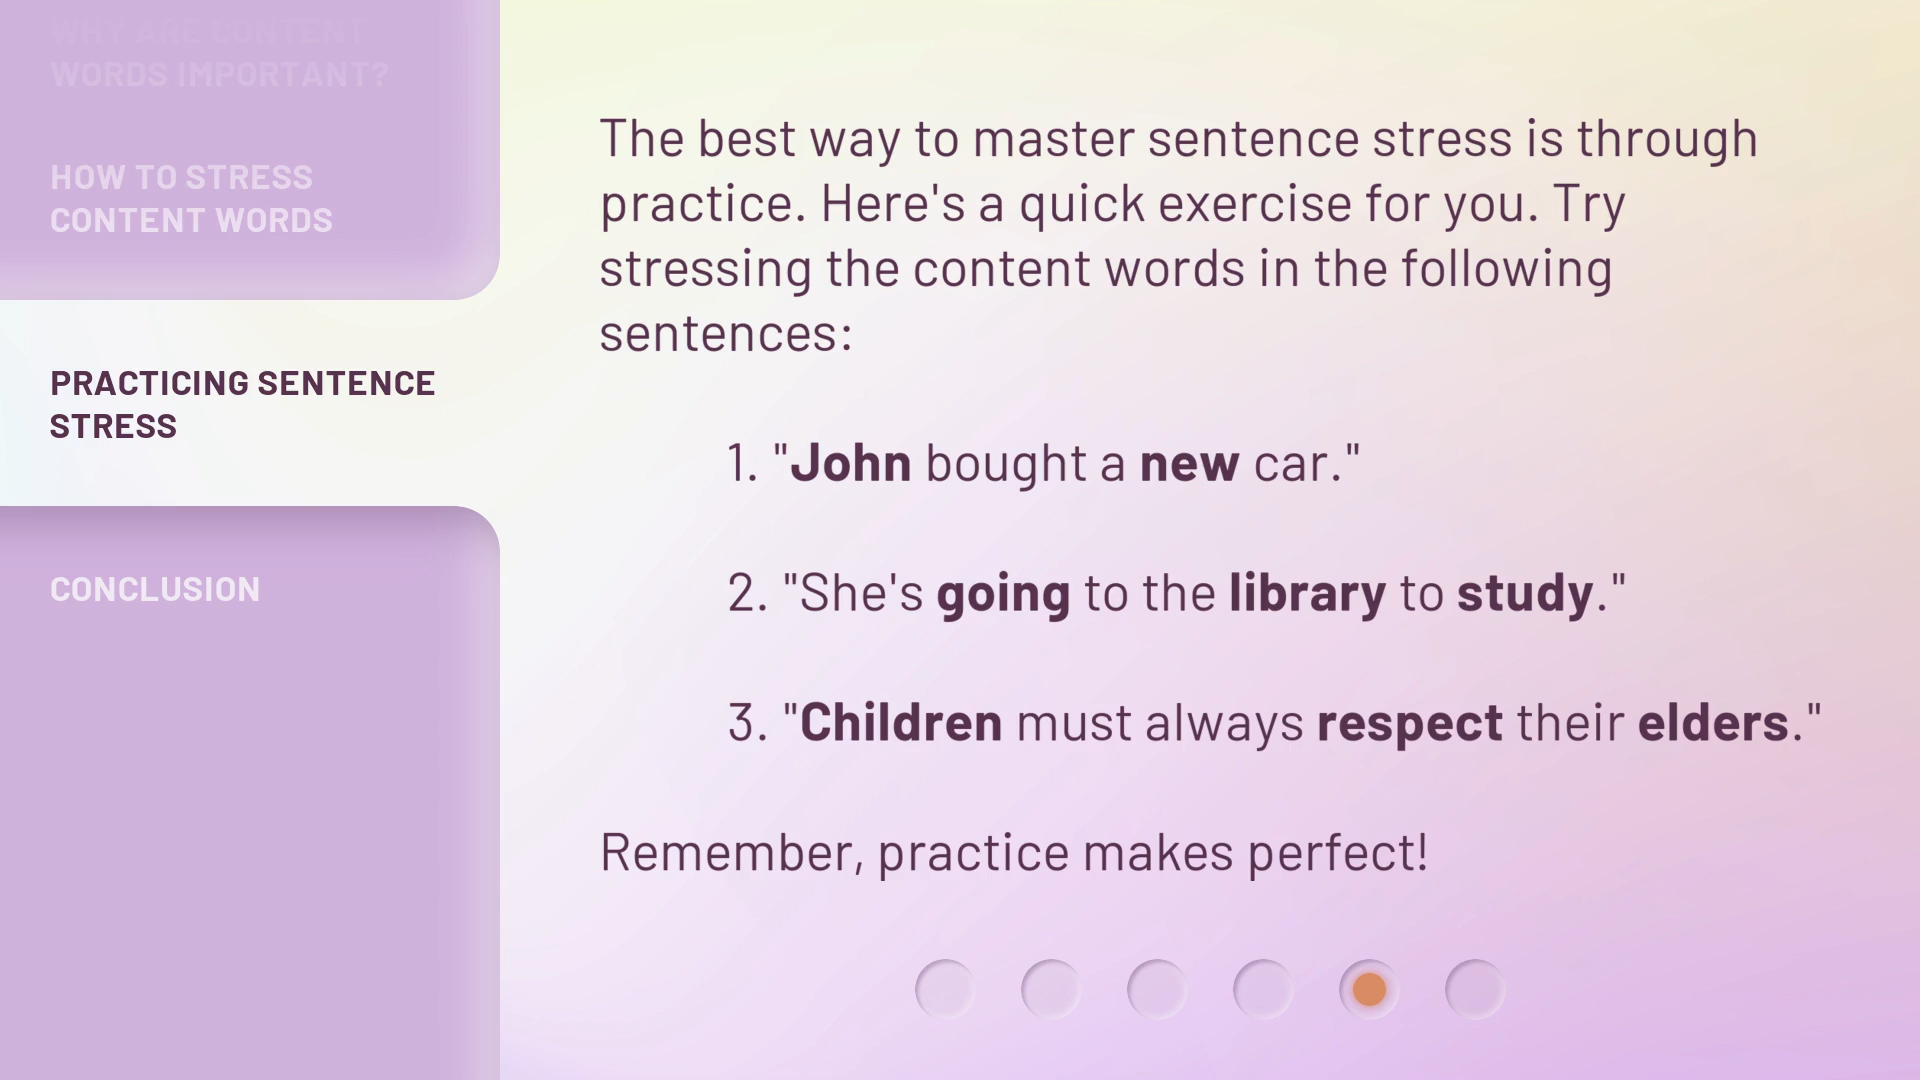 WHY ARE CONTENT
WORDS IMPORTANT?
HOW TO STRESS
CONTENT WORDS
PRACTICING SENTENCE
STRESS
CONCLUSION
The best way to master sentence stress is through
practice. Here's a quick exercise for you. Try
stressing the content words in the following
sentences:
1. "John bought a new car."
2. "She's going to the library to study."
3. "Children must always respect their elders."
Remember, practice makes perfect!